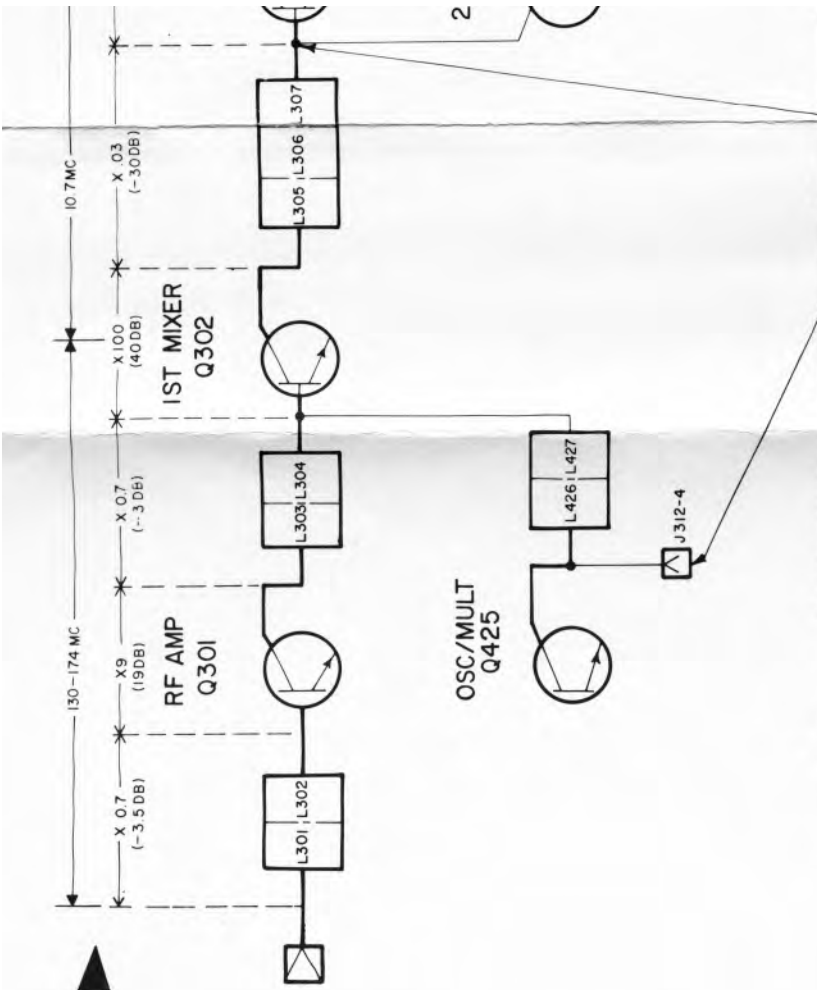 130-174 MC
10.7 MC
X 0.7
(-3.5DB)
X9
(19DB)
X 0.7
(-3 DB)
X100
(40DB)
X .03
(-30DB)
RF AMP
Q301
1ST MIXER
Q302
L301 L302
L303 L304
L305 L306 L307
2
OSC/MULT
Q425
L426 L427
J312-4